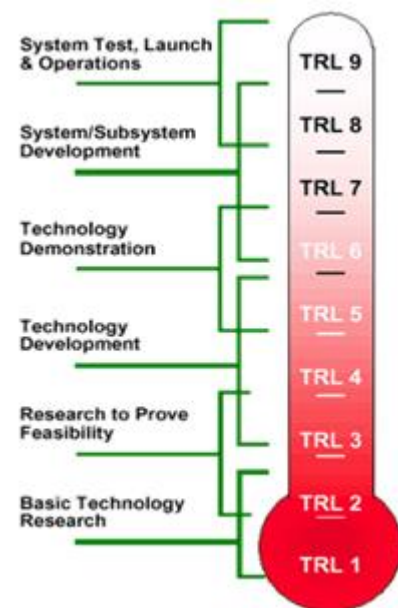 System Test, Launch
& Operations
System/Subsystem
Development
Technology
Demonstration
Technology
Development
Research to Prove
Feasibility
Basic Technology
Research
TRL 9
TRL 8
TRL 7
TRL 6
TRL 5
TRL 4
TRL 3
TRL 2
TRL 1